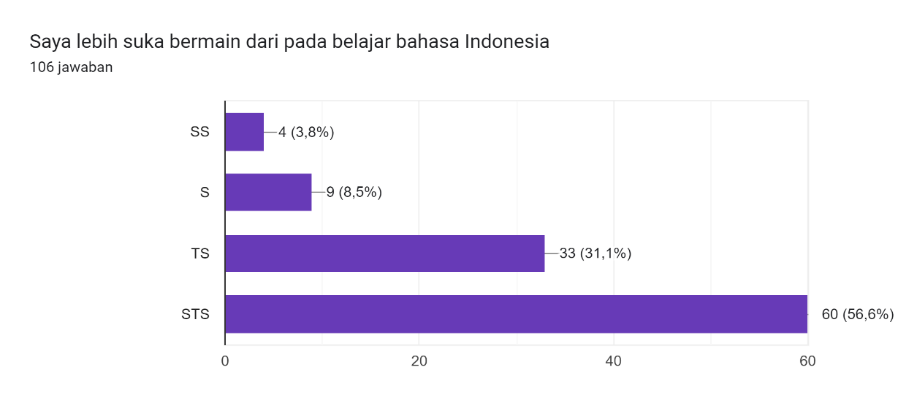 Saya lebih suka bermain dari pada belajar bahasa Indonesia
106 jawaban
SS 4 (3,8%)
S 9 (8,5%)
TS 33 (31,1%)
STS 60 (56,6%)
0 20 40 60